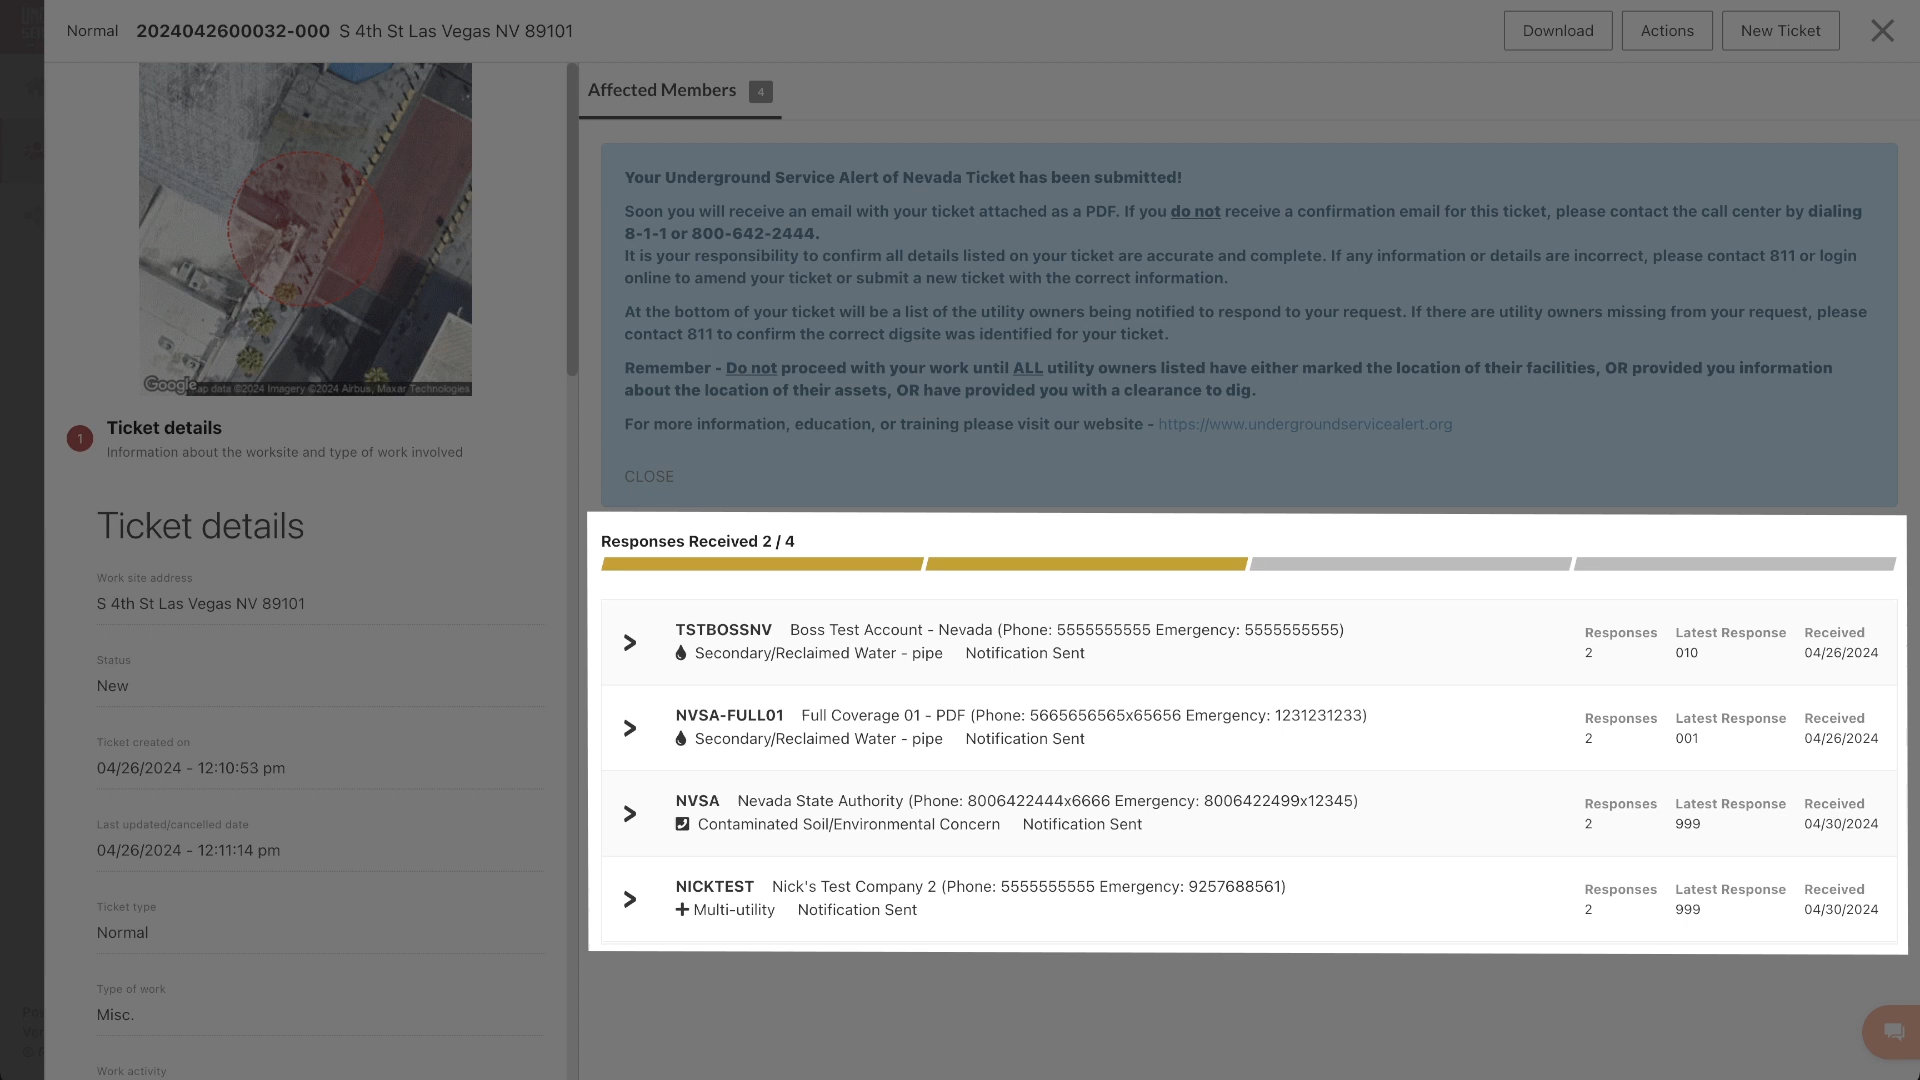 Normal 2024042600032-000 S 4th St Las Vegas NV 89101
Download
Actions
New Ticket
Google
ap data ©2024 Imagery ©2024 Airbus, Maxar Technologies
1
Ticket details
Information about the worksite and type of work involved
Ticket details
Work site address
S 4th St Las Vegas NV 89101
Status
New
Ticket created on
04/26/2024 - 12:10:53 pm
Last updated/cancelled date
04/26/2024 - 12:11:14 pm
Ticket type
Normal
Type of work
Misc.
Work activity
Affected Members 4
Your Underground Service Alert of Nevada Ticket has been submitted!
Soon you will receive an email with your ticket attached as a PDF. If you do not receive a confirmation email for this ticket, please contact the call center by dialing
8-1-1 or 800-642-2444.
It is your responsibility to confirm all details listed on your ticket are accurate and complete. If any information or details are incorrect, please contact 811 or login
online to amend your ticket or submit a new ticket with the correct information.
At the bottom of your ticket will be a list of the utility owners being notified to respond to your request. If there are utility owners missing from your request, please
contact 811 to confirm the correct digsite was identified for your ticket.
Remember - Do not proceed with your work until ALL utility owners listed have either marked the location of their facilities, OR provided you information
about the location of their assets, OR have provided you with a clearance to dig.
For more information, education, or training please visit our website - https://www.undergroundservicealert.org
CLOSE
Responses Received 2 / 4
TSTBOSSNV Boss Test Account - Nevada (Phone: 5555555555 Emergency: 5555555555)
Secondary/Reclaimed Water - pipe Notification Sent
Responses Latest Response Received
2 010 04/26/2024
NVSA-FULL01 Full Coverage 01 - PDF (Phone: 5665656565x65656 Emergency: 1231231233)
Secondary/Reclaimed Water - pipe Notification Sent
Responses Latest Response Received
2 001 04/26/2024
NVSA Nevada State Authority (Phone: 8006422444x6666 Emergency: 8006422499x12345)
Contaminated Soil/Environmental Concern Notification Sent
Responses Latest Response Received
2 999 04/30/2024
NICKTEST Nick's Test Company 2 (Phone: 5555555555 Emergency: 9257688561)
Multi-utility Notification Sent
Responses Latest Response Received
2 999 04/30/2024